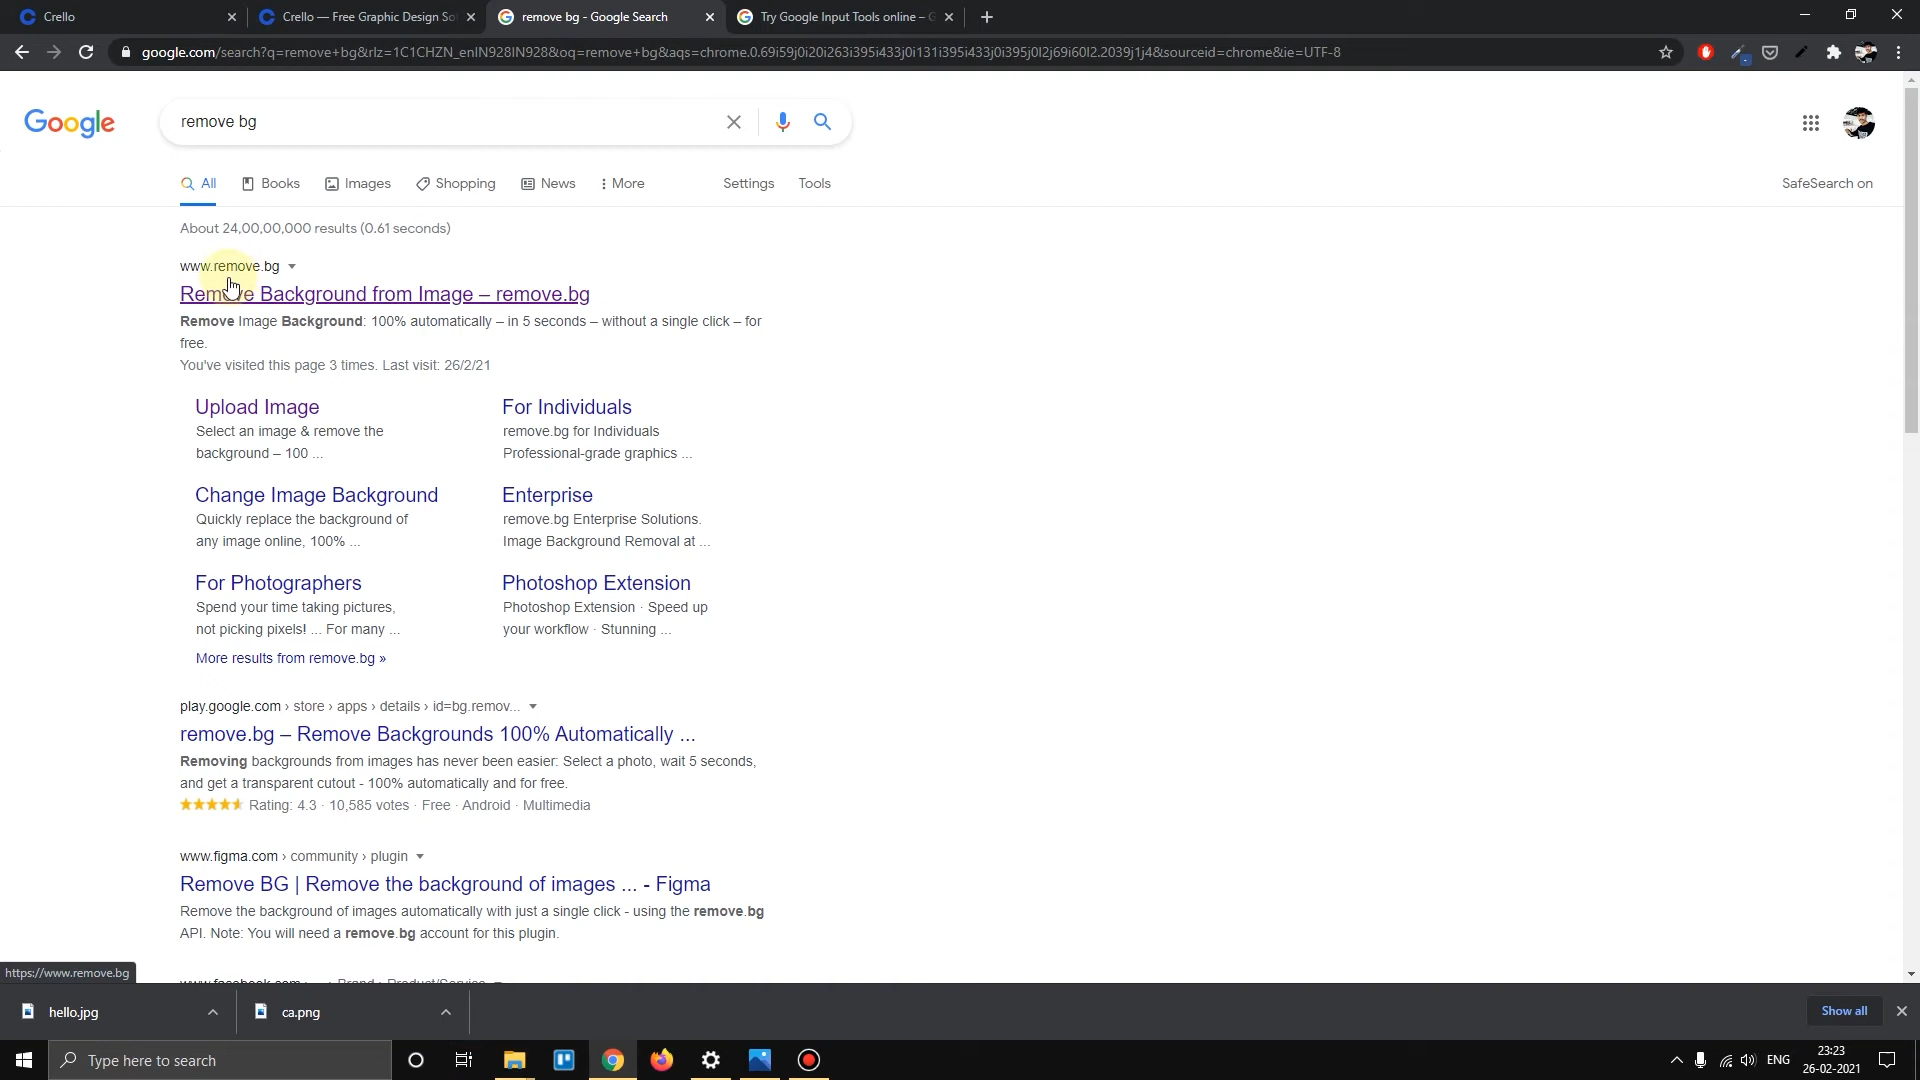 Crello
Crello — Free Graphic Design So
remove bg - Google Search
Try Google Input Tools online – G
google.com/search?q=remove+bg&rlz=1C1CHZN_enIN928IN928&oq=remove+bg&aqs=chrome.0.69i59j0i20i263i395i433j0i131i395i433j0i395j0l2j69i60l2.2039j1j4&sourceid=chrome&ie=UTF-8
Google
remove bg
All Books Images Shopping News More Settings Tools SafeSearch on
About 24,00,00,000 results (0.61 seconds)
www.remove.bg
Remove Background from Image – remove.bg
Remove Image Background: 100% automatically – in 5 seconds – without a single click – for
free.
You've visited this page 3 times. Last visit: 26/2/21
Upload Image
Select an image & remove the
background – 100 ...
For Individuals
remove.bg for Individuals
Professional-grade graphics ...
Change Image Background
Quickly replace the background of
any image online, 100% ...
Enterprise
remove.bg Enterprise Solutions.
Image Background Removal at ...
For Photographers
Spend your time taking pictures,
not picking pixels! ... For many ...
Photoshop Extension
Photoshop Extension · Speed up
your workflow · Stunning ...
More results from remove.bg »
play.google.com › store › apps › details › id=bg.remov...
remove.bg – Remove Backgrounds 100% Automatically ...
Removing backgrounds from images has never been easier: Select a photo, wait 5 seconds,
and get a transparent cutout - 100% automatically and for free.
Rating: 4.3 · 10,585 votes · Free · Android · Multimedia
www.figma.com › community › plugin
Remove BG | Remove the background of images ... - Figma
Remove the background of images automatically with just a single click - using the remove.bg
API. Note: You will need a remove.bg account for this plugin.
https://www.remove.bg
www.facebook.com › ... › Brand › Product/Service
hello.jpg
ca.png
Show all
Type here to search
ENG
23:23
26-02-2021